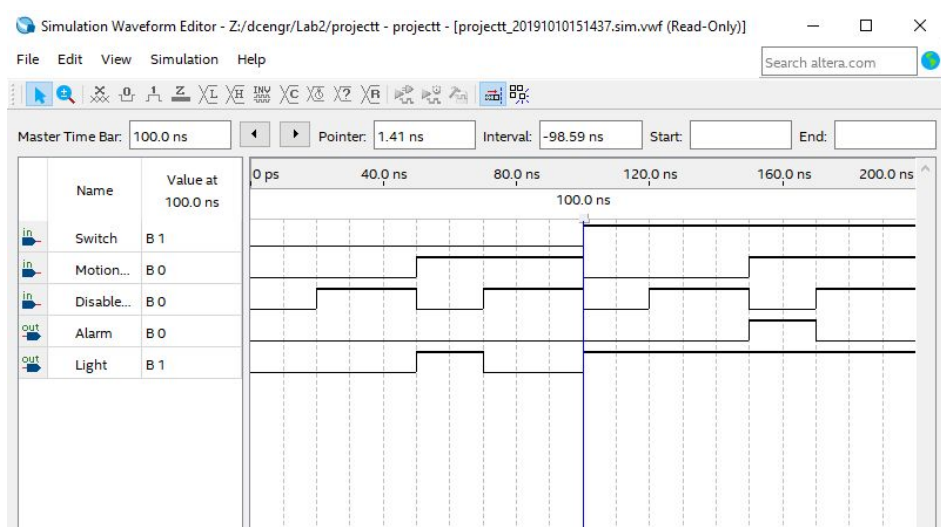 Simulation Waveform Editor - Z:/dcengr/Lab2/projectt - projectt - [projectt_20191010151437.sim.vwf (Read-Only)]
File Edit View Simulation Help
Search altera.com
Master Time Bar: 100.0 ns Pointer: 1.41 ns Interval: -98.59 ns Start: End:
Name Value at 100.0 ns
0 ps 40.0 ns 80.0 ns 120.0 ns 160.0 ns 200.0 ns
100.0 ns
in Switch B 1
in Motion... B 0
in Disable... B 0
out Alarm B 0
out Light B 1